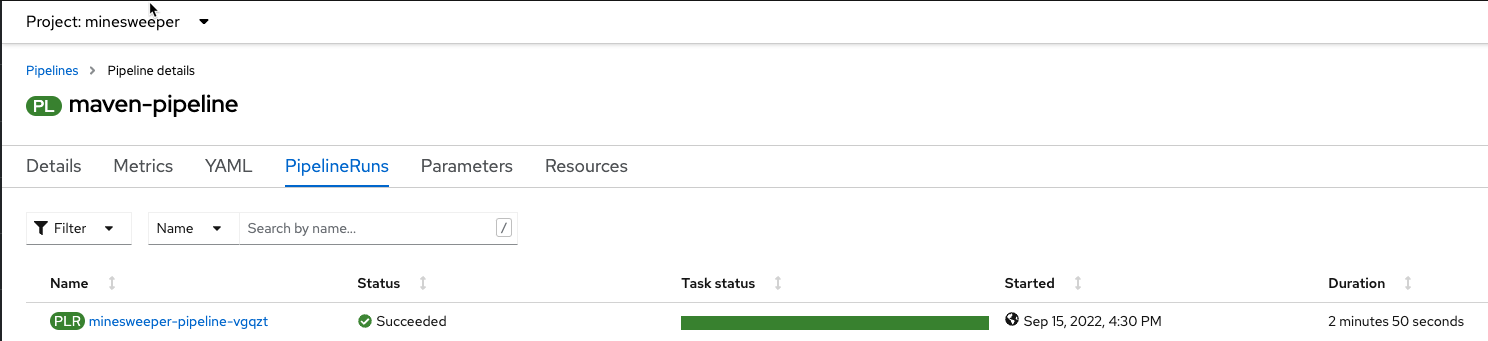 Project: minesweeper
Pipelines > Pipeline details
PL maven-pipeline
Details Metrics YAML PipelineRuns Parameters Resources
Filter Name Search by name... /
Name Status Task status Started Duration
PLR minesweeper-pipeline-vgqzt Succeeded Sep 15, 2022, 4:30 PM 2 minutes 50 seconds